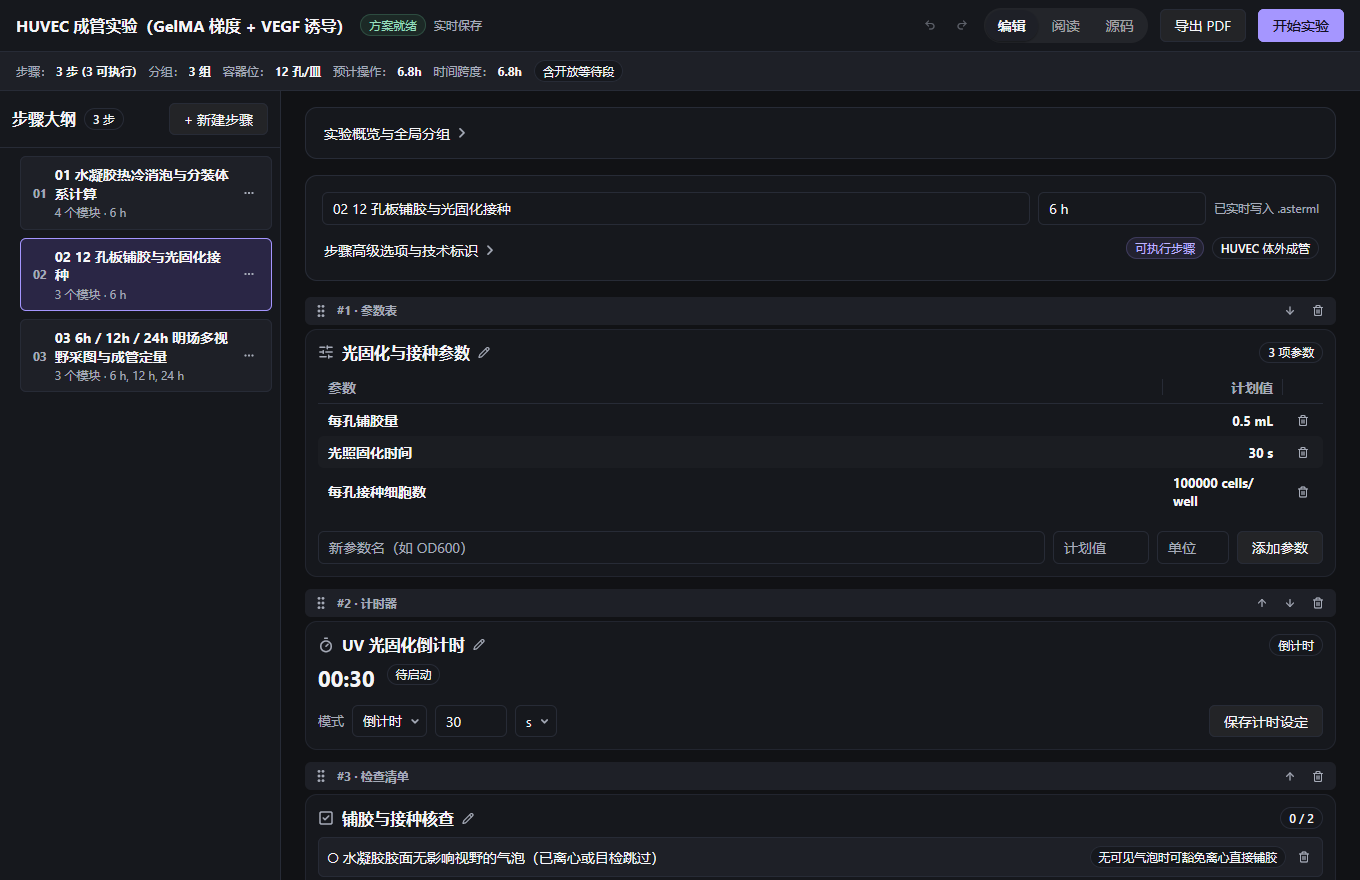 HUVEC 成管实验（GelMA 梯度 + VEGF 诱导） 方案就绪 实时保存 编辑 阅读 源码 导出 PDF 开始实验
步骤: 3 步 (3 可执行) 分组: 3 组 容器位: 12 孔/皿 预计操作: 6.8h 时间跨度: 6.8h 含开放等待段
步骤大纲 3 步 + 新建步骤
01 01 水凝胶热冷消泡与分装体
系计算
4 个模块 · 6 h
02 02 12 孔板铺胶与光固化接
种
3 个模块 · 6 h
03 03 6h / 12h / 24h 明场多视
野采图与成管定量
3 个模块 · 6 h, 12 h, 24 h
实验概览与全局分组
02 12 孔板铺胶与光固化接种 6 h 已实时写入 .asterml
步骤高级选项与技术标识 可执行步骤 HUVEC 体外成管
#1 · 参数表
光固化与接种参数 3 项参数
参数 计划值
每孔铺胶量 0.5 mL
光照固化时间 30 s
每孔接种细胞数 100000 cells/
well
新参数名（如 OD600） 计划值 单位 添加参数
#2 · 计时器
UV 光固化倒计时 倒计时
00:30 待启动
模式 倒计时 30 s 保存计时设定
#3 · 检查清单
铺胶与接种核查 0 / 2
水凝胶胶面无影响视野的气泡（已离心或目检跳过） 无可见气泡时可豁免离心直接铺胶